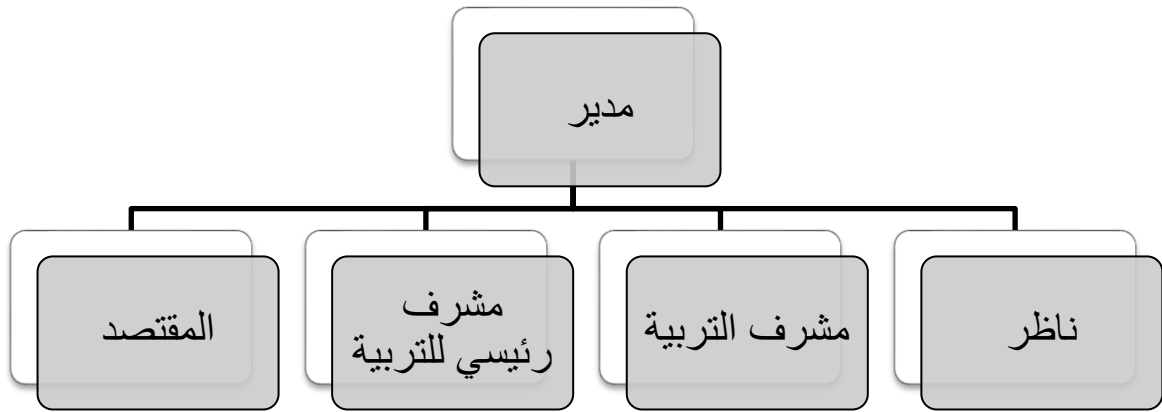 مدير
ناظر
مشرف التربية
مشرف
رئيسي للتربية
المقتصد